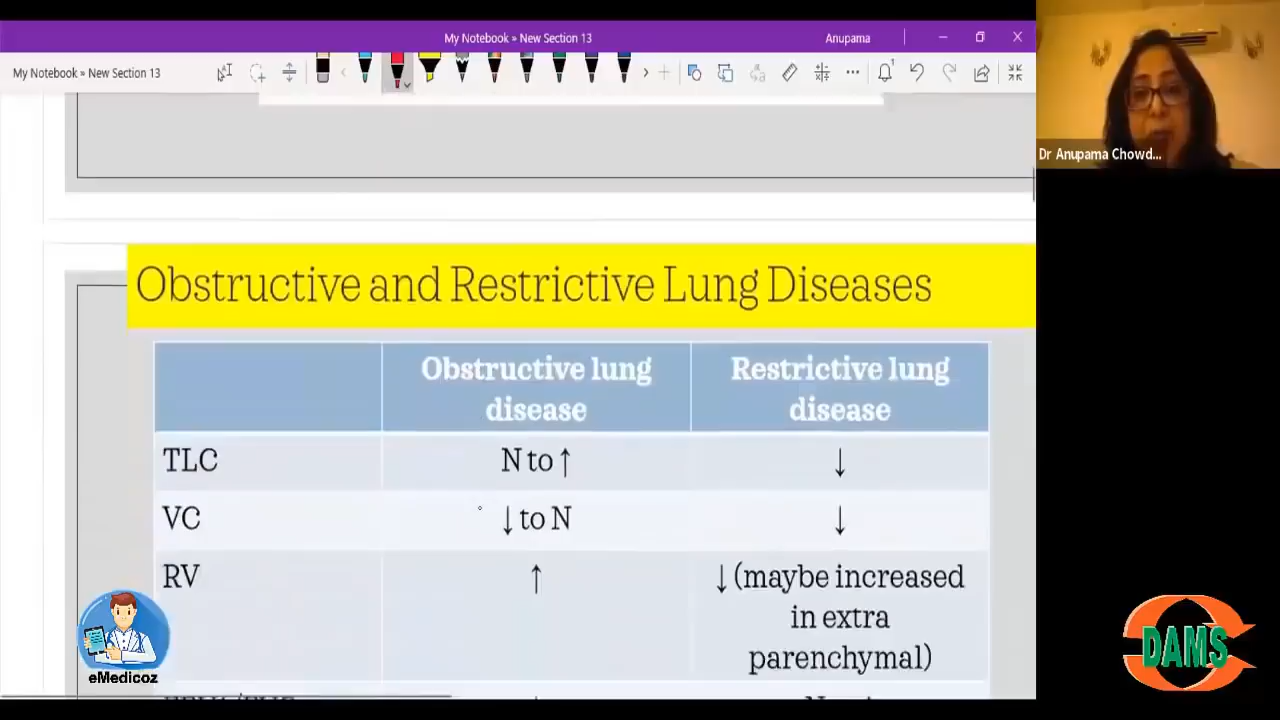 My Notebook » New Section 13
Anupama
My Notebook » New Section 13
Dr Anupama Chowd...
Obstructive and Restrictive Lung Diseases
Obstructive lung disease
Restrictive lung disease
TLC
N to ↑
↓
VC
↓ to N
↓
RV
↑
↓ (maybe increased
in extra
parenchymal)
eMedicoz
DAMS